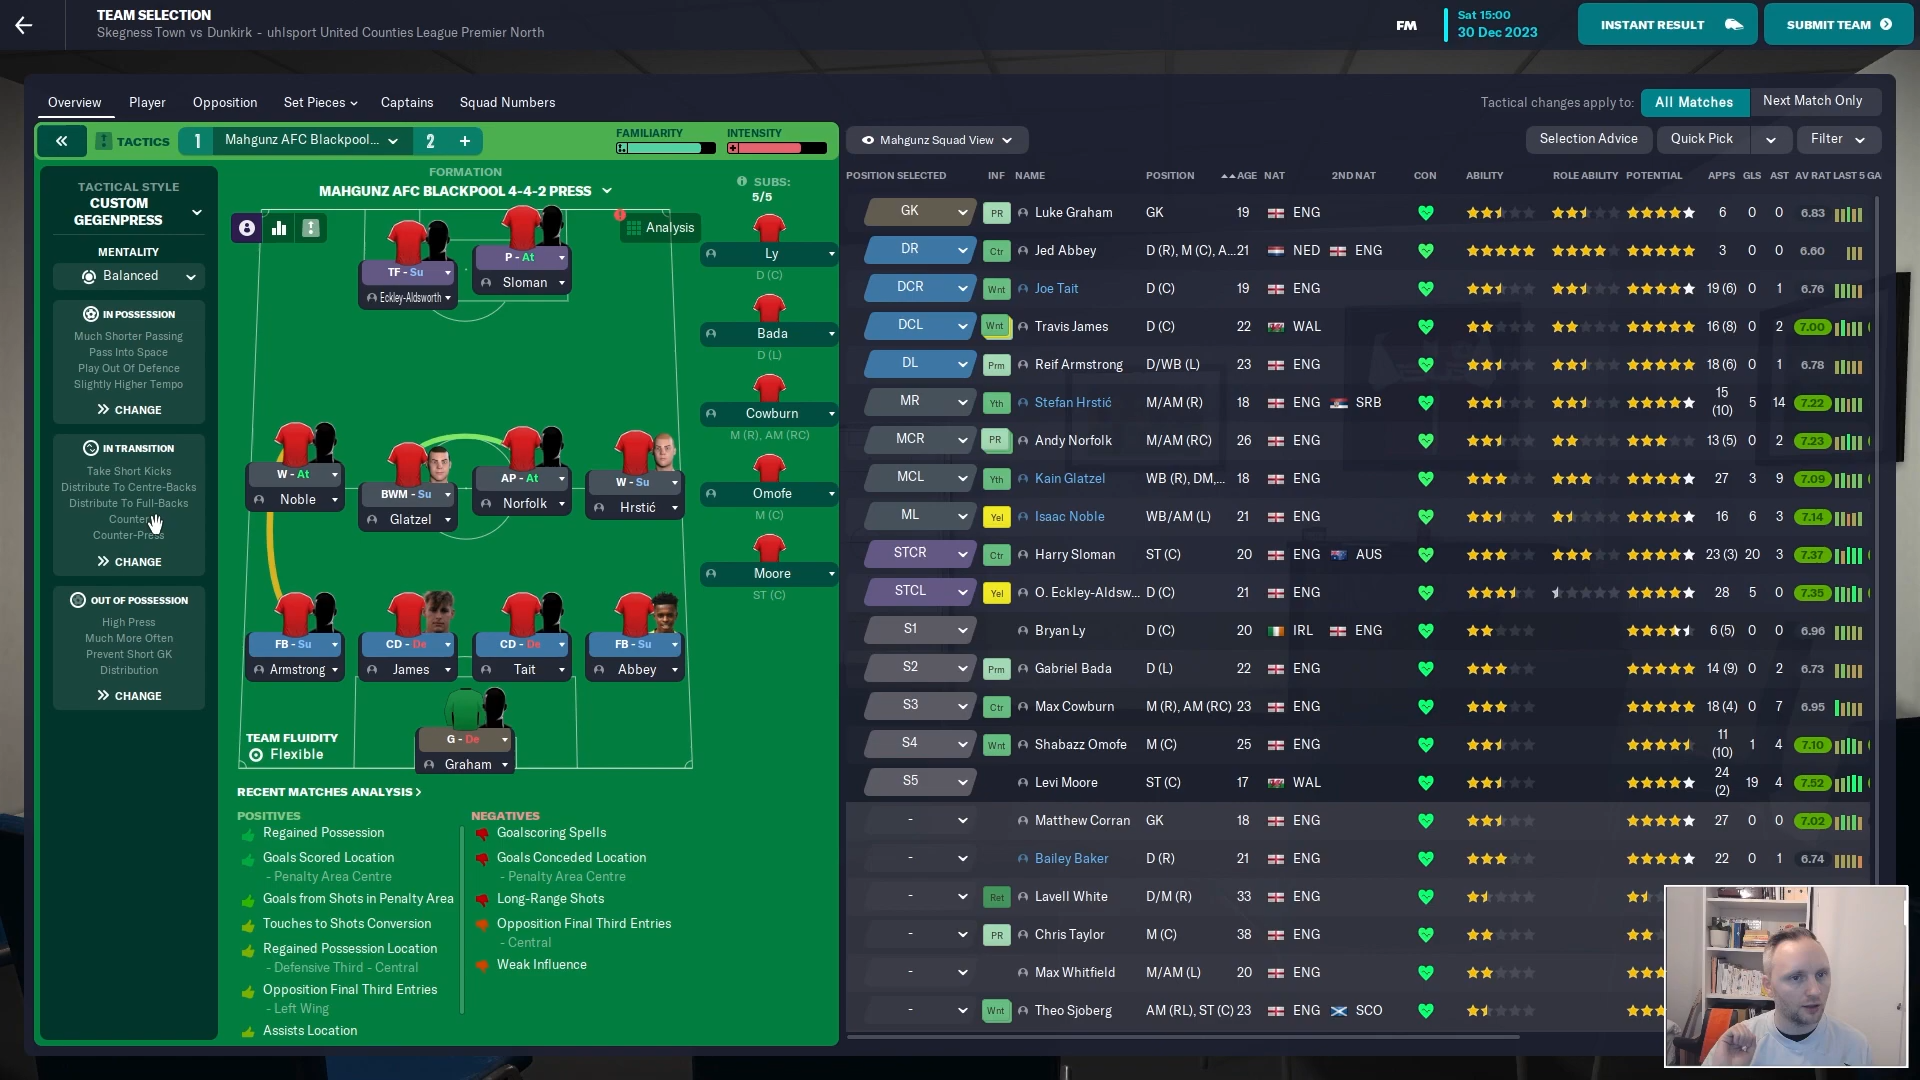 TEAM SELECTION
Skegness Town vs Dunkirk - uhlsport United Counties League Premier North
FM
Sat 15:00
30 Dec 2023
INSTANT RESULT
SUBMIT TEAM
Overview Player Opposition Set Pieces Captains Squad Numbers
Tactical changes apply to: All Matches Next Match Only
TACTICS 1 Mahgunz AFC Blackpool... 2 +
FAMILIARITY INTENSITY
Mahgunz Squad View
Selection Advice Quick Pick Filter
TACTICAL STYLE
CUSTOM
GEGENPRESS
MENTALITY
Balanced
IN POSSESSION
Much Shorter Passing
Pass Into Space
Play Out Of Defence
Slightly Higher Tempo
CHANGE
IN TRANSITION
Take Short Kicks
Distribute To Centre-Backs
Distribute To Full-Backs
Counter
Counter-Press
CHANGE
OUT OF POSSESSION
High Press
Much More Often
Prevent Short GK
Distribution
CHANGE
FORMATION
MAHGUNZ AFC BLACKPOOL 4-4-2 PRESS
Analysis
TF - Su
Eckley-Aldsworth
P - At
Sloman
W - At
Noble
BWM - Su
Glatzel
AP - At
Norfolk
W - Su
Hrstić
FB - Su
Armstrong
CD - De
James
CD - De
Tait
FB - Su
Abbey
G - De
Graham
TEAM FLUIDITY
Flexible
SUBS:
5/5
Ly
D (C)
Bada
D (L)
Cowburn
M (R), AM (RC)
Omofe
M (C)
Moore
ST (C)
RECENT MATCHES ANALYSIS >
POSITIVES
Regained Possession
Goals Scored Location
- Penalty Area Centre
Goals from Shots in Penalty Area
Touches to Shots Conversion
Regained Possession Location
- Defensive Third - Central
Opposition Final Third Entries
- Left Wing
Assists Location
NEGATIVES
Goalscoring Spells
Goals Conceded Location
- Penalty Area Centre
Long-Range Shots
Opposition Final Third Entries
- Central
Weak Influence
POSITION SELECTED INF NAME POSITION AGE NAT 2ND NAT CON ABILITY ROLE ABILITY POTENTIAL APPS GLS AST AV RAT LAST 5 GA
GK PR Luke Graham GK 19 ENG 6 0 0 6.83
DR Ctr Jed Abbey D (R), M (C), A... 21 NED ENG 3 0 0 6.60
DCR Wnt Joe Tait D (C) 19 ENG 19 (6) 0 1 6.76
DCL Wnt Travis James D (C) 22 WAL 16 (8) 0 2 7.00
DL Prm Reif Armstrong D/WB (L) 23 ENG 18 (6) 0 1 6.78
MR Yth Stefan Hrstić M/AM (R) 18 ENG SRB 15 (10) 5 14 7.22
MCR PR Andy Norfolk M/AM (RC) 26 ENG 13 (5) 0 2 7.23
MCL Yth Kain Glatzel WB (R), DM,... 18 ENG 27 3 9 7.09
ML Yel Isaac Noble WB/AM (L) 21 ENG 16 6 3 7.14
STCR Ctr Harry Sloman ST (C) 20 ENG AUS 23 (3) 20 3 7.37
STCL Yel O. Eckley-Aldsw... D (C) 21 ENG 28 5 0 7.35
S1 Bryan Ly D (C) 20 IRL ENG 6 (5) 0 0 6.96
S2 Prm Gabriel Bada D (L) 22 ENG 14 (9) 0 2 6.73
S3 Ctr Max Cowburn M (R), AM (RC) 23 ENG 18 (4) 0 7 6.95
S4 Wnt Shabazz Omofe M (C) 25 ENG 11 (10) 1 4 7.10
S5 Levi Moore ST (C) 17 WAL 24 (2) 19 4 7.52
- Matthew Corran GK 18 ENG 27 0 0 7.02
- Bailey Baker D (R) 21 ENG 22 0 1 6.74
- Ret Lavell White D/M (R) 33 ENG
- PR Chris Taylor M (C) 38 ENG
- Max Whitfield M/AM (L) 20 ENG
- Wnt Theo Sjoberg AM (RL), ST (C) 23 ENG SCO